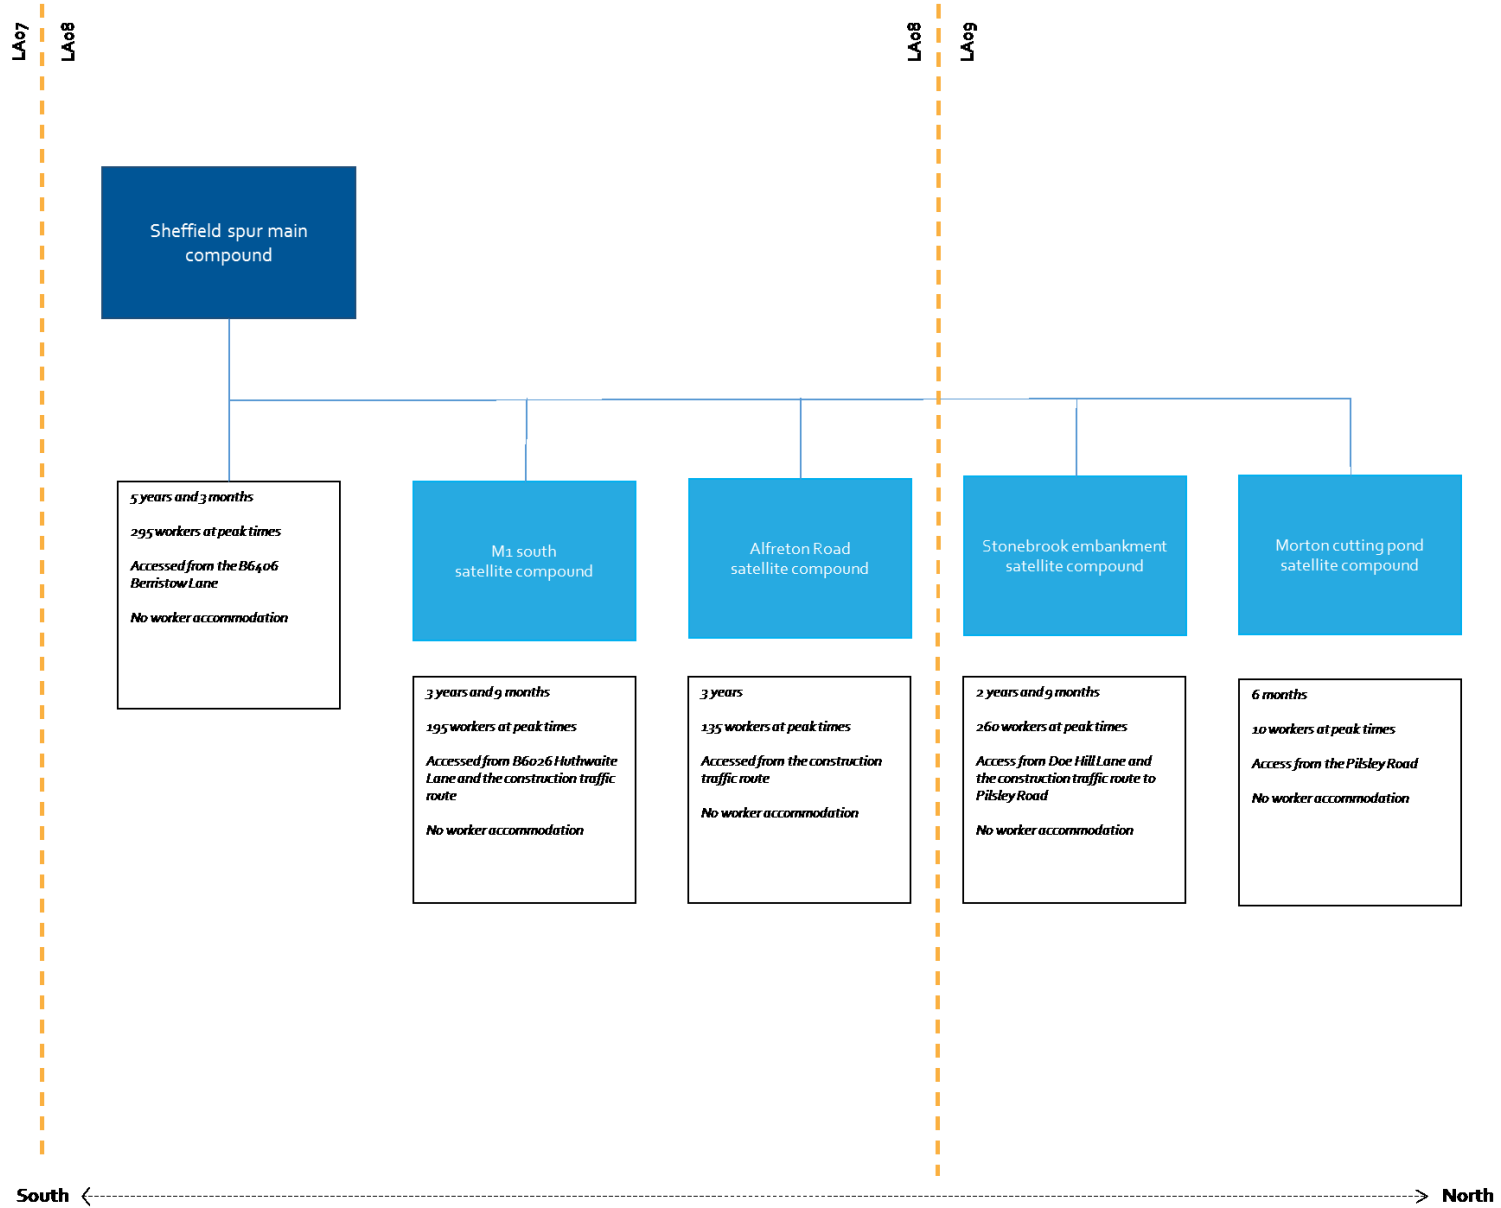 LA07
LA08
LA08
LA09
Sheffield spur main
compound
5 years and 3 months
295 workers at peak times
Accessed from the B6406
Berristow Lane
No worker accommodation
M1 south
satellite compound
3 years and 9 months
195 workers at peak times
Accessed from B6026 Huthwaite
Lane and the construction traffic
route
No worker accommodation
Alfreton Road
satellite compound
3 years
135 workers at peak times
Accessed from the construction
traffic route
No worker accommodation
Stonebrook embankment
satellite compound
2 years and 9 months
260 workers at peak times
Access from Doe Hill Lane and
the construction traffic route to
Pilsley Road
No worker accommodation
Morton cutting pond
satellite compound
6 months
10 workers at peak times
Access from the Pilsley Road
No worker accommodation
South
North